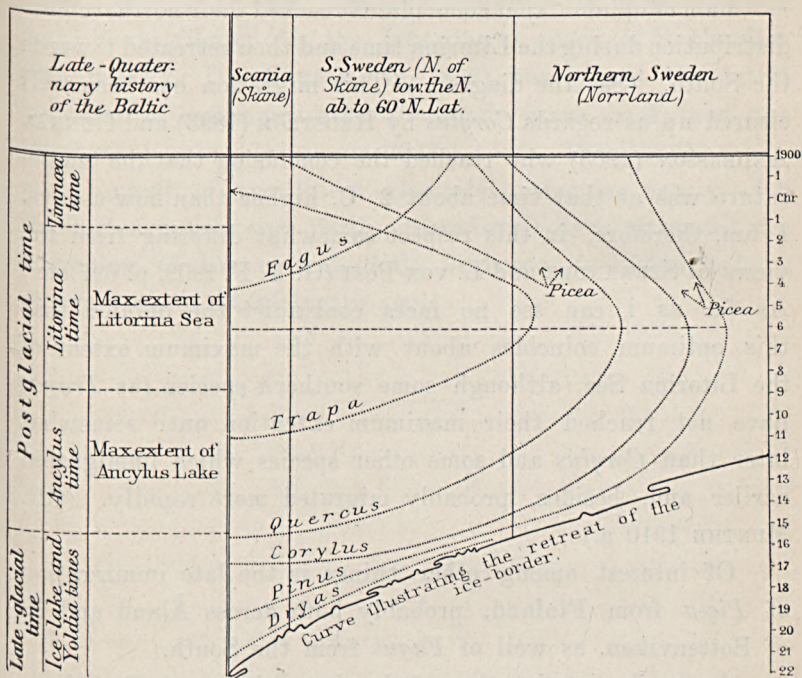 Late-Quater-
nary history
of the Baltic
Scania
(Skåne)
S.Sweden (N. of
Skåne) tow.the N.
ab. to 60° N. Lat.
Northern Sweden
(Norrland)
Postglacial time
Late-glacial
time
Limnæa
time
Litorina
time
Ancylus
time
Ice-lake and
Yoldia times
Max.extent of
Litorina Sea
Max.extent of
Ancylus Lake
Fagus
Picea
Picea
Trapa
Quercus
Corylus
Pinus
Dryas
Curve illustrating the retreat of the
ice-border.
1900
1
Chr
1
2
3
4
5
6
7
8
9
10
11
12
13
14
15
16
17
18
19
20
21
22